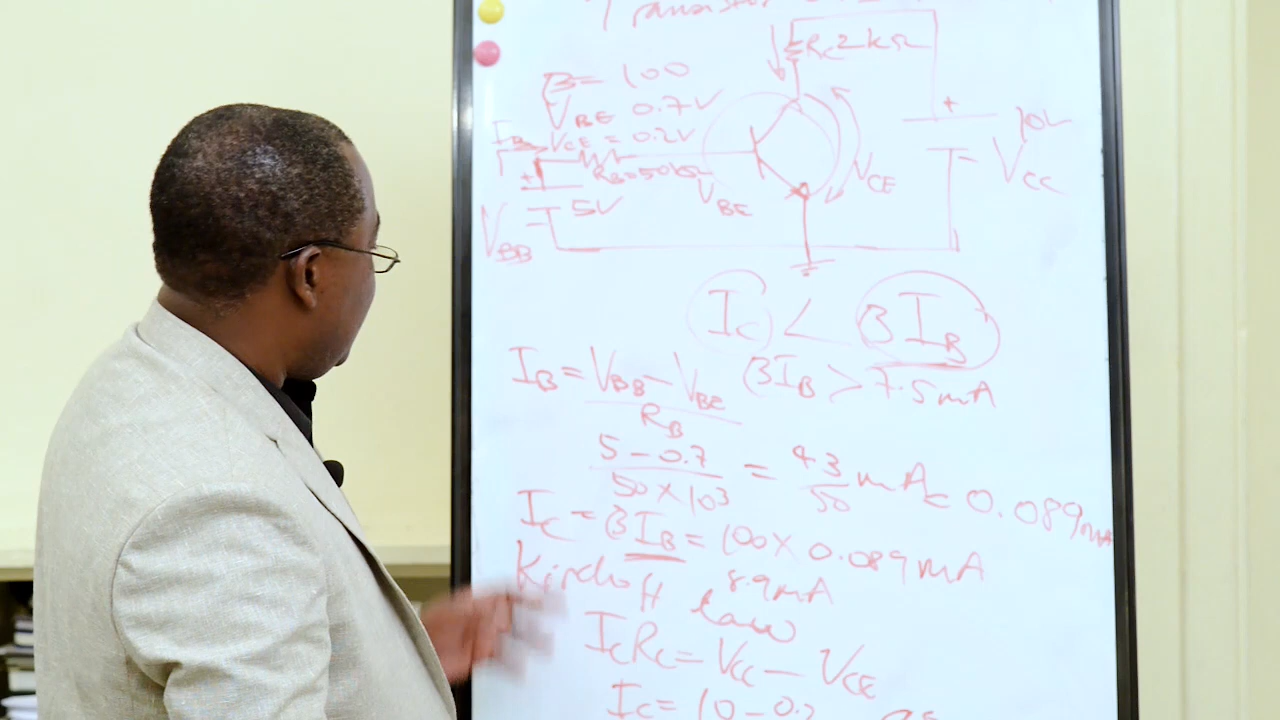 Transistor
Rc 2kΩ
β = 100
VBE 0.7V
IB VCE = 0.2V
RB=50kΩ
+
10V
VCC
VCE
VBE
+
5V
VBB
Ic < βIB
IB = VBB - VBE
RB
βIB > 7.5mA
5 - 0.7
50 × 10³
= 4.3
50
mA = 0.089mA
Ic = βIB = 100 × 0.089mA
8.9mA
Kirchoff law
IcRc = VCC - VCE
Ic = 10 - 0.2